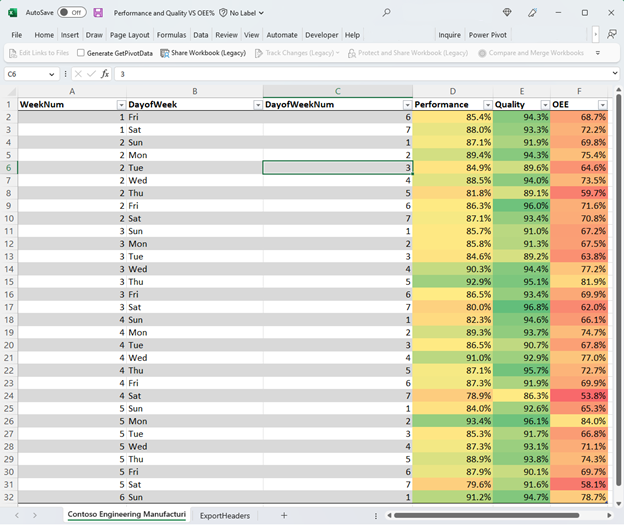 AutoSave Off Performance and Quality VS OEE% No Label
File Home Insert Draw Page Layout Formulas Data Review View Automate Developer Help Inquire Power Pivot
Edit Links to Files Generate GetPivotData Share Workbook (Legacy) Track Changes (Legacy) Protect and Share Workbook (Legacy) Compare and Merge Workbooks
C6 fx 3
A B C D E F
1 WeekNum DayofWeek DayofWeekNum Performance Quality OEE
2 1 Fri 6 85.4% 94.3% 68.7%
3 1 Sat 7 88.0% 93.3% 72.2%
4 2 Sun 1 87.1% 91.9% 69.8%
5 2 Mon 2 89.4% 94.3% 75.4%
6 2 Tue 3 84.9% 89.6% 64.6%
7 2 Wed 4 88.5% 94.0% 73.5%
8 2 Thu 5 81.8% 89.1% 59.7%
9 2 Fri 6 86.3% 96.0% 71.6%
10 2 Sat 7 87.1% 93.4% 70.8%
11 3 Sun 1 85.7% 91.0% 67.2%
12 3 Mon 2 85.8% 91.3% 67.5%
13 3 Tue 3 84.6% 89.2% 63.8%
14 3 Wed 4 90.3% 94.4% 77.2%
15 3 Thu 5 92.9% 95.1% 81.9%
16 3 Fri 6 86.5% 93.4% 69.9%
17 3 Sat 7 80.0% 96.8% 62.0%
18 4 Sun 1 82.3% 94.6% 66.1%
19 4 Mon 2 89.3% 93.7% 74.7%
20 4 Tue 3 86.5% 90.7% 67.8%
21 4 Wed 4 91.0% 92.9% 77.0%
22 4 Thu 5 87.1% 95.7% 72.7%
23 4 Fri 6 87.3% 91.9% 69.9%
24 4 Sat 7 78.9% 86.3% 53.8%
25 5 Sun 1 84.0% 92.6% 65.3%
26 5 Mon 2 93.4% 96.1% 84.0%
27 5 Tue 3 85.3% 91.7% 66.8%
28 5 Wed 4 87.3% 93.1% 71.1%
29 5 Thu 5 88.9% 93.8% 74.3%
30 5 Fri 6 87.9% 90.1% 69.7%
31 5 Sat 7 79.6% 91.6% 58.1%
32 6 Sun 1 91.2% 94.7% 78.7%
Contoso Engineering Manufacturi ExportHeaders